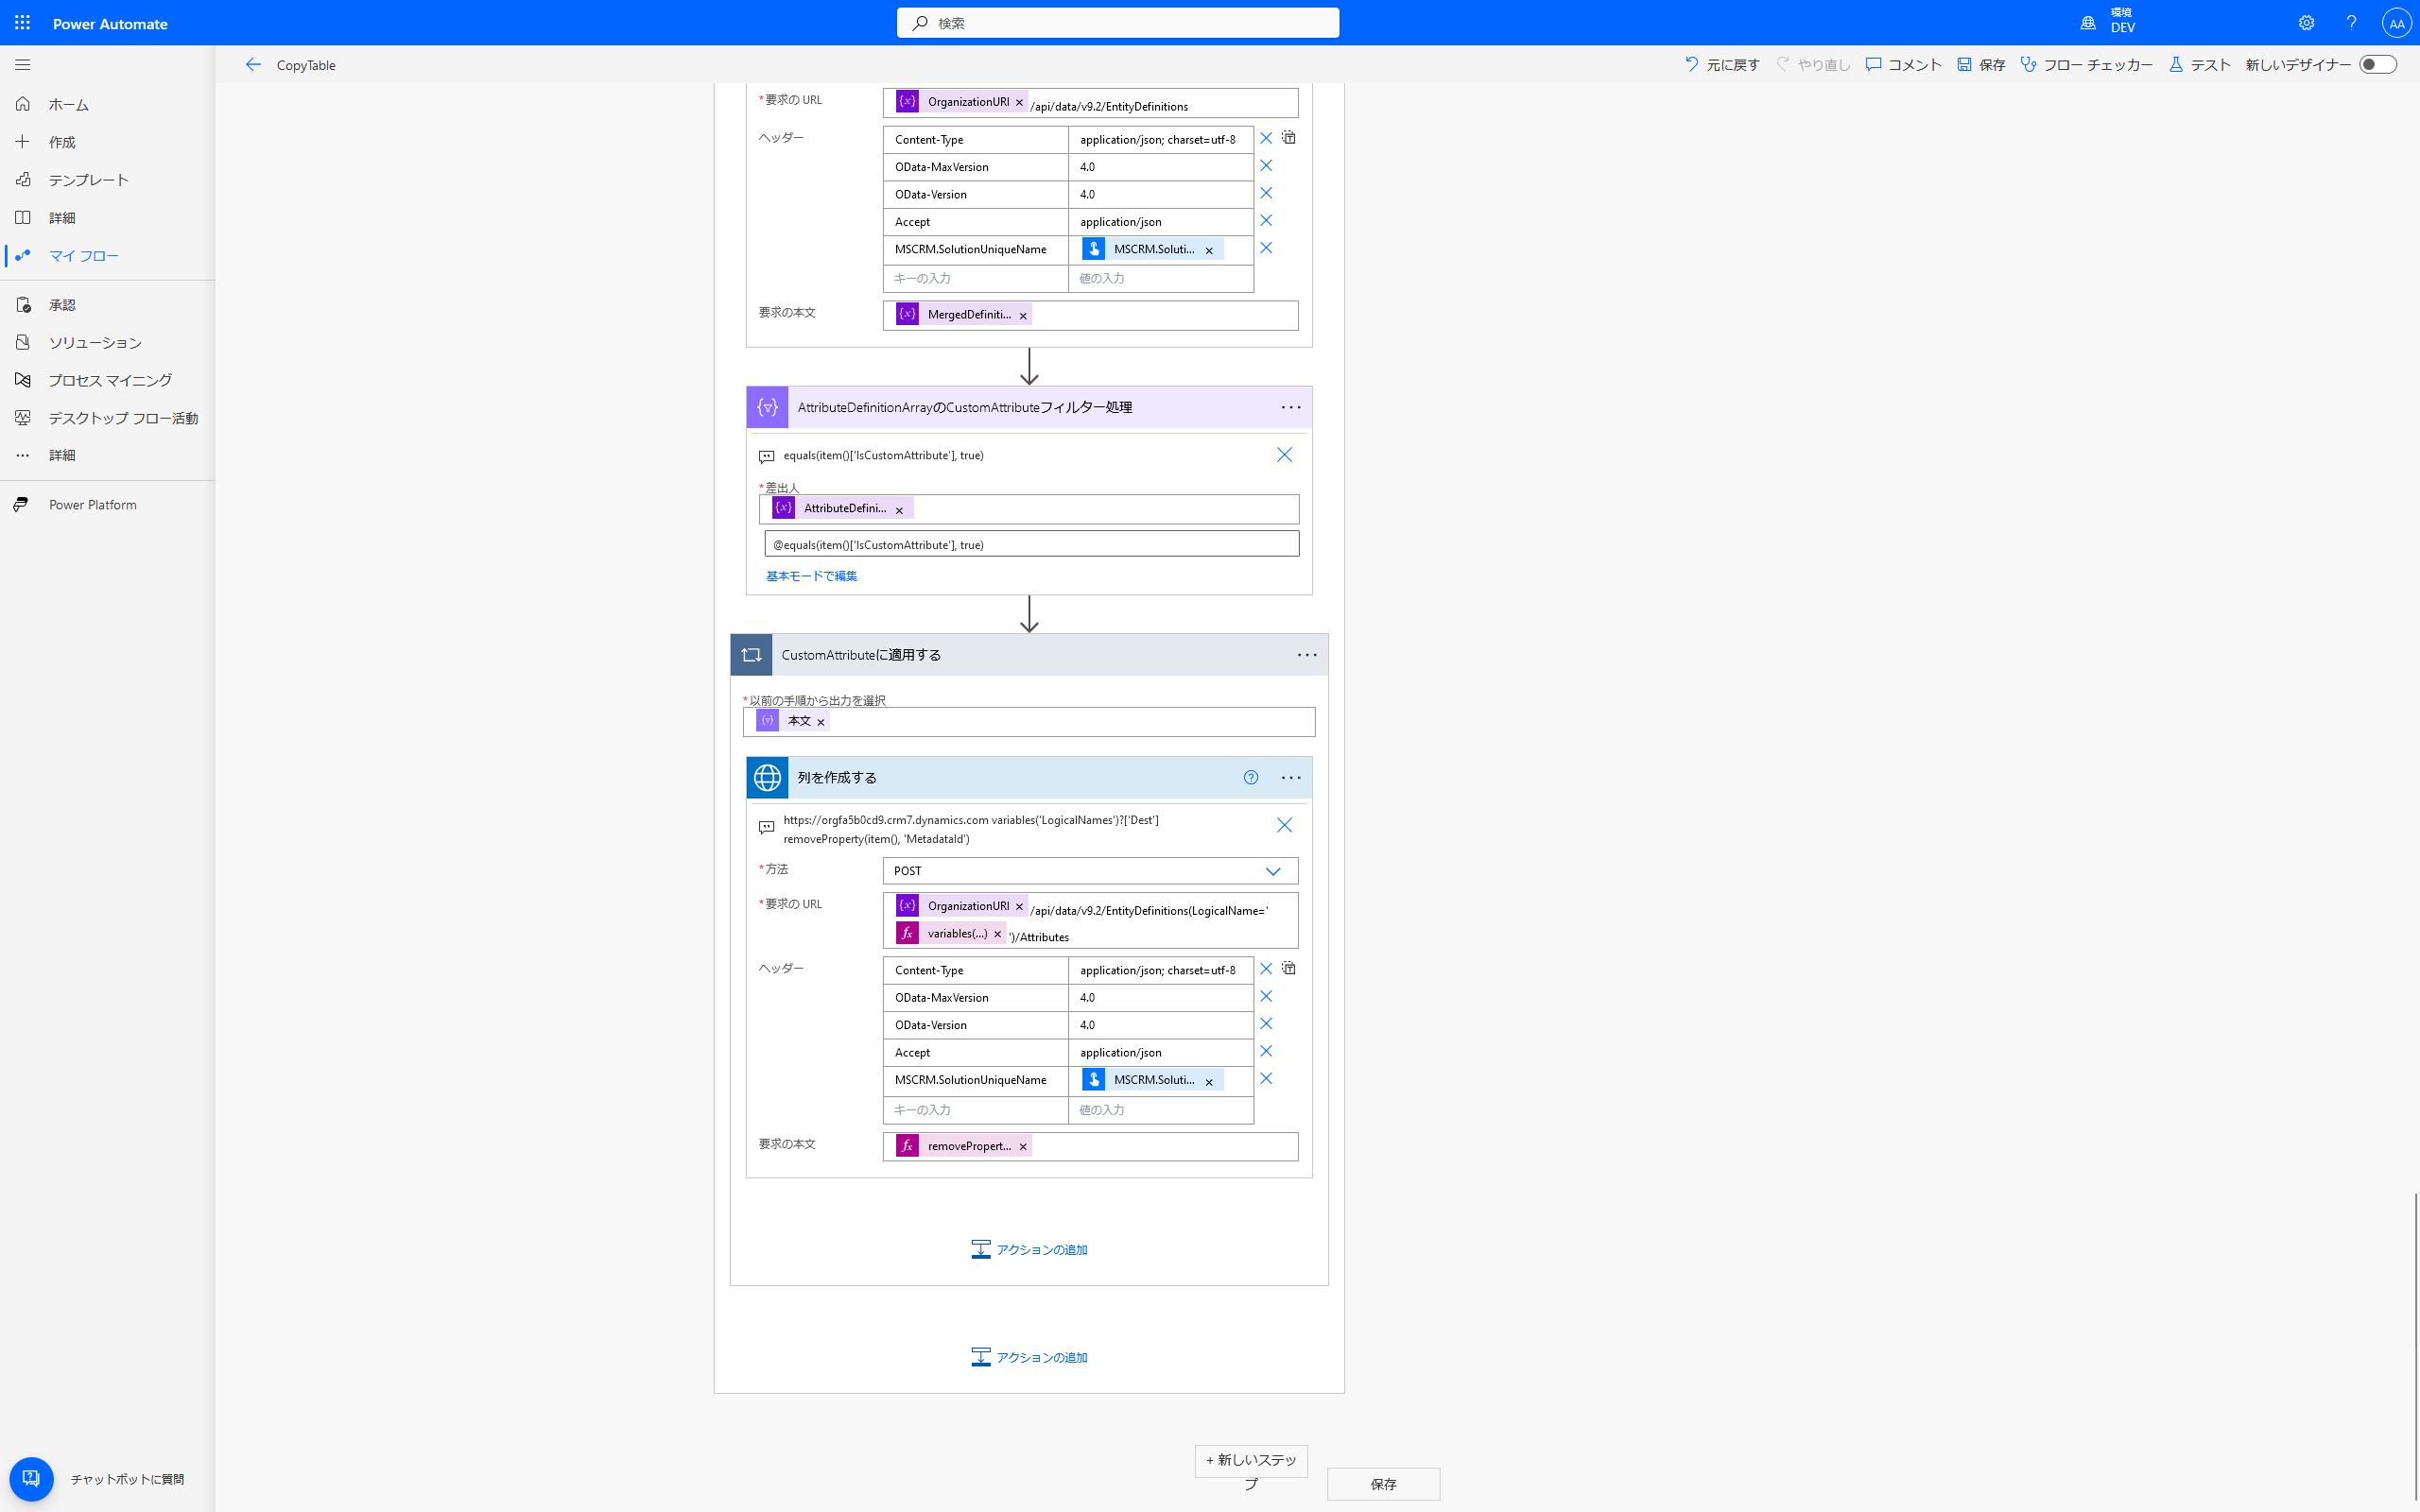 Power Automate
検索
環境
DEV
AA
CopyTable
元に戻す
やり直し
コメント
保存
フロー チェッカー
テスト
新しいデザイナー
ホーム
作成
テンプレート
詳細
マイ フロー
承認
ソリューション
プロセス マイニング
デスクトップ フロー活動
詳細
Power Platform
チャットボットに質問
*要求の URL
OrganizationURI /api/data/v9.2/EntityDefinitions
ヘッダー
Content-Type application/json; charset=utf-8
OData-MaxVersion 4.0
OData-Version 4.0
Accept application/json
MSCRM.SolutionUniqueName MSCRM.Soluti...
キーの入力 値の入力
要求の本文
MergedDefiniti...
AttributeDefinitionArrayのCustomAttributeフィルター処理
equals(item()['IsCustomAttribute'], true)
*差出人
AttributeDefini...
@equals(item()['IsCustomAttribute'], true)
基本モードで編集
CustomAttributeに適用する
*以前の手順から出力を選択
本文
列を作成する
https://orgfa5b0cd9.crm7.dynamics.com variables('LogicalNames')?['Dest']
removeProperty(item(), 'MetadataId')
*方法
POST
*要求の URL
OrganizationURI /api/data/v9.2/EntityDefinitions(LogicalName='
variables(...) ')/Attributes
ヘッダー
Content-Type application/json; charset=utf-8
OData-MaxVersion 4.0
OData-Version 4.0
Accept application/json
MSCRM.SolutionUniqueName MSCRM.Soluti...
キーの入力 値の入力
要求の本文
removePropert...
アクションの追加
アクションの追加
+ 新しいステッ
プ
保存